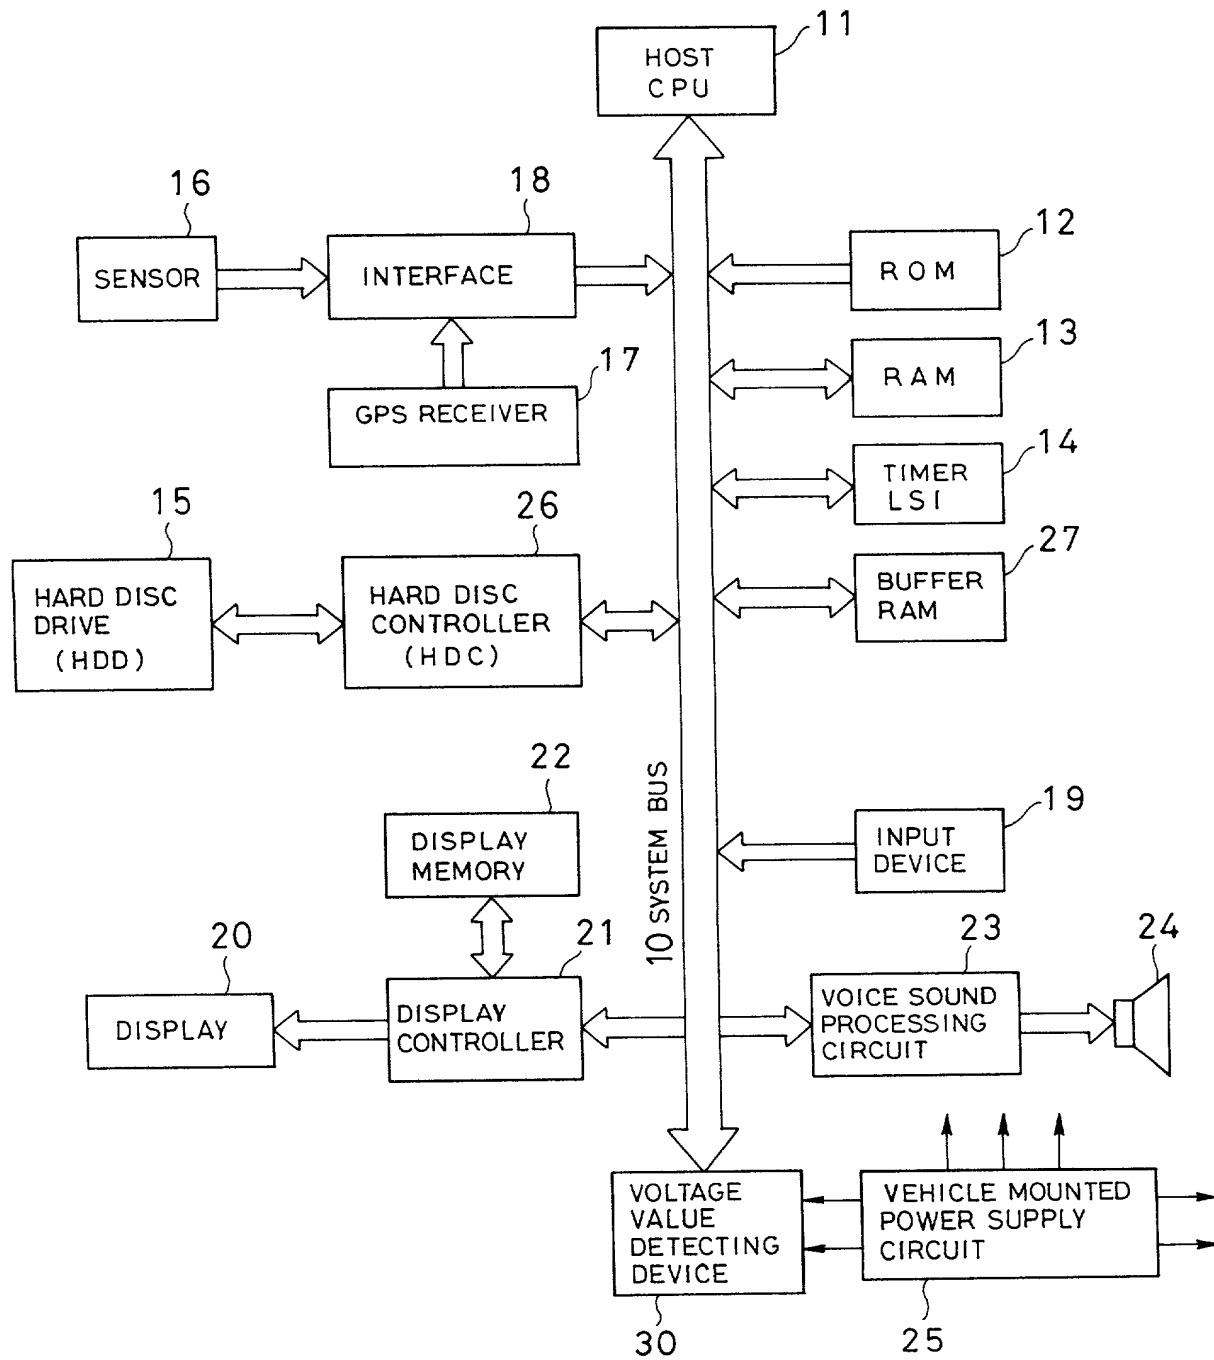 11
HOST
CPU
16
18
12
SENSOR
INTERFACE
ROM
17
13
GPS RECEIVER
RAM
14
TIMER
LSI
15
26
27
HARD DISC
DRIVE
(HDD)
HARD DISC
CONTROLLER
(HDC)
BUFFER
RAM
22
19
DISPLAY
MEMORY
INPUT
DEVICE
10 SYSTEM BUS
20
21
23
24
DISPLAY
DISPLAY
CONTROLLER
VOICE SOUND
PROCESSING
CIRCUIT
VOLTAGE
VALUE
DETECTING
DEVICE
VEHICLE MOUNTED
POWER SUPPLY
CIRCUIT
30
25